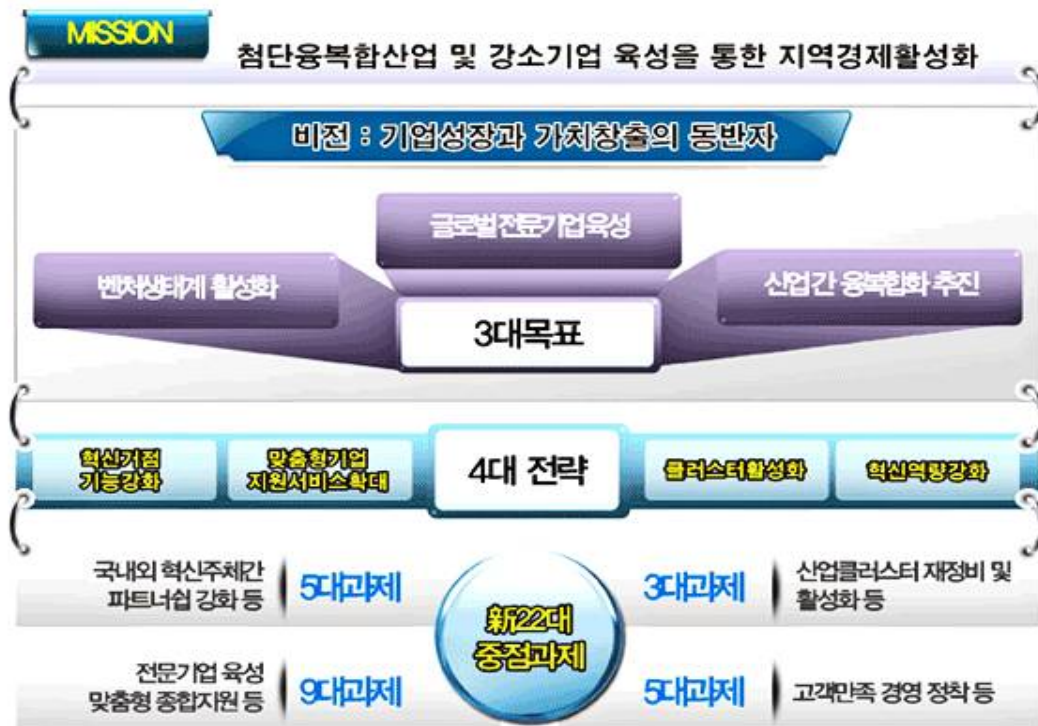 MISSION
첨단융복합산업 및 강소기업 육성을 통한 지역경제활성화
비전 : 기업성장과 가치창출의 동반자
글로벌전문기업육성
벤처생태계 활성화
산업간 융복합화 추진
3대목표
혁신거점
기능강화
맞춤형기업
지원서비스확대
4대 전략
클러스터활성화
혁신역량강화
국내외 혁신주체간
파트너쉽 강화 등
5대과제
3대과제
산업클러스터 재정비 및
활성화 등
新22대
중점과제
전문기업 육성
맞춤형 종합지원 등
9대과제
5대과제
고객만족 경영 정착 등